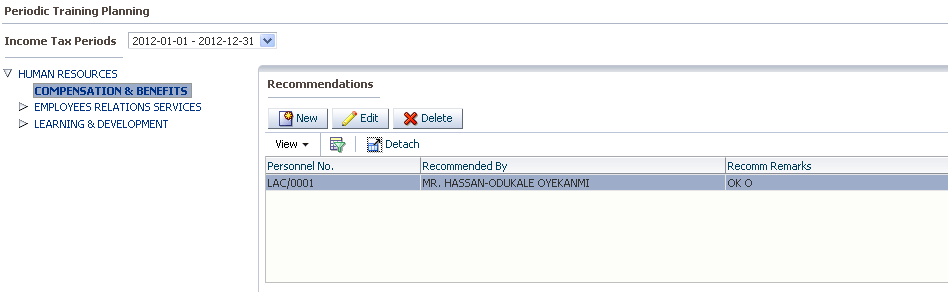 Periodic Training Planning
Income Tax Periods 2012-01-01 - 2012-12-31
HUMAN RESOURCES
COMPENSATION & BENEFITS
EMPLOYEES RELATIONS SERVICES
LEARNING & DEVELOPMENT
Recommendations
New Edit Delete
View Detach
Personnel No. Recommended By Recomm Remarks
LAC/0001 MR. HASSAN-ODUKALE OYEKANMI OK O